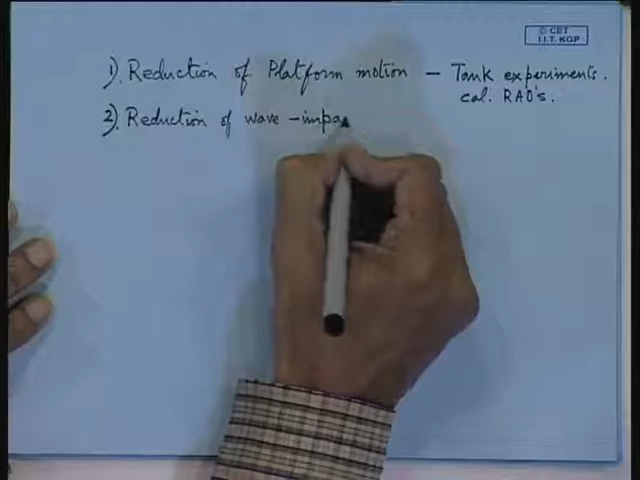 © CET
I.I.T. KGP
1). Reduction of Platform motion - Tank experiments.
cal. RAO's.
2). Reduction of wave-impa